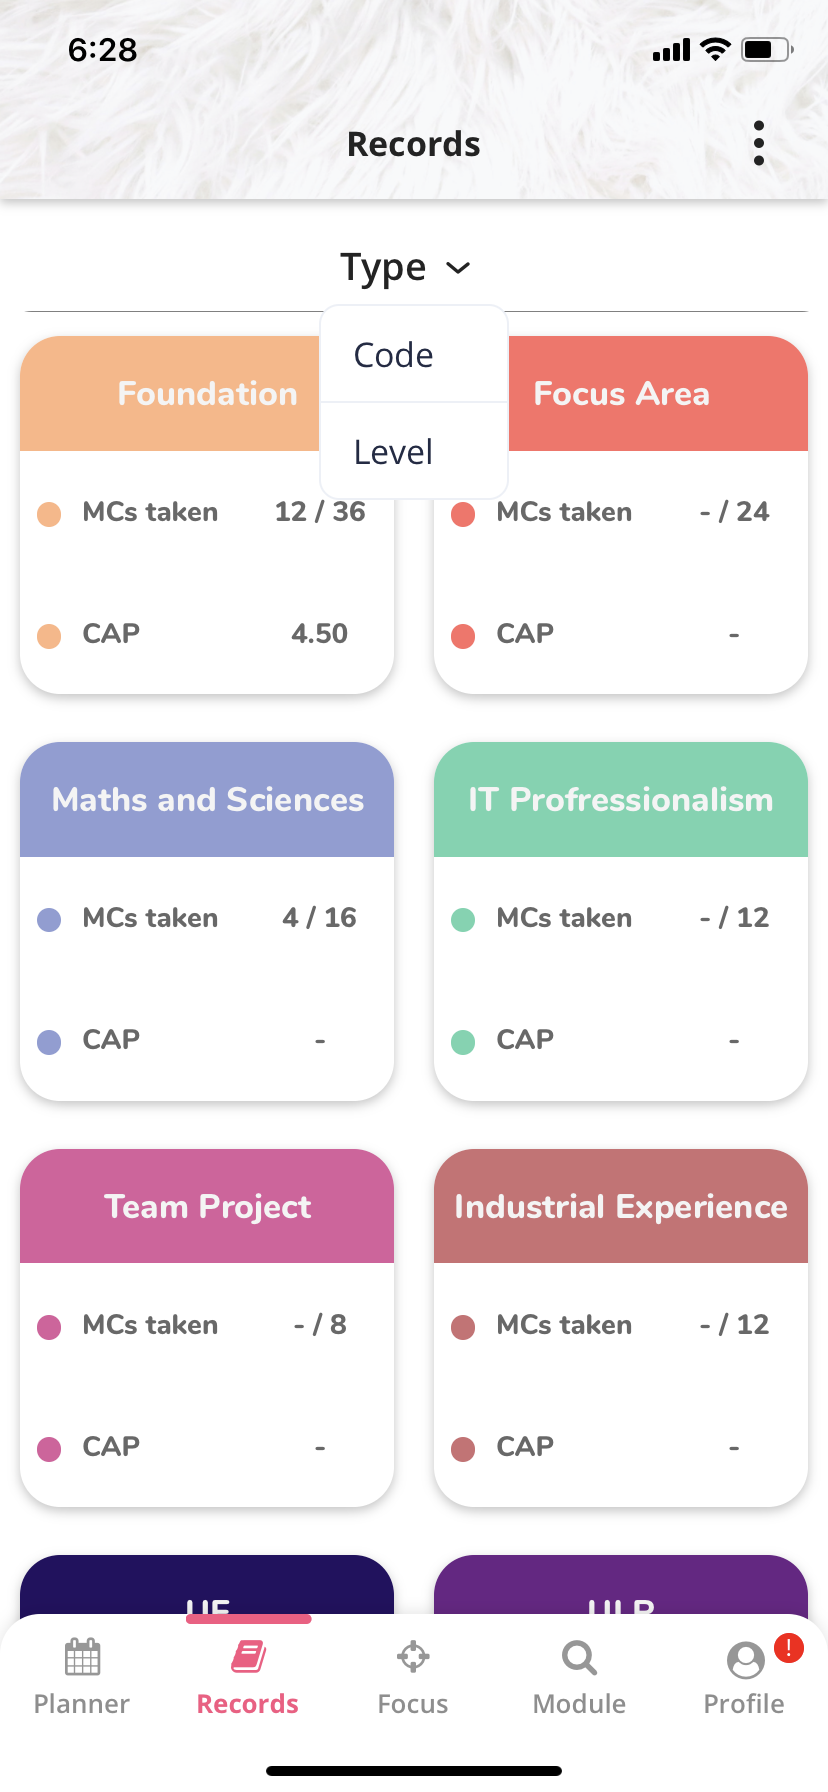 6:28
Records
Type
Code
Level
Foundation
MCs taken 12 / 36
CAP 4.50
Focus Area
MCs taken - / 24
CAP -
Maths and Sciences
MCs taken 4 / 16
CAP -
IT Profressionalism
MCs taken - / 12
CAP -
Team Project
MCs taken - / 8
CAP -
Industrial Experience
MCs taken - / 12
CAP -
UE
ULR
Planner
Records
Focus
Module
Profile
!